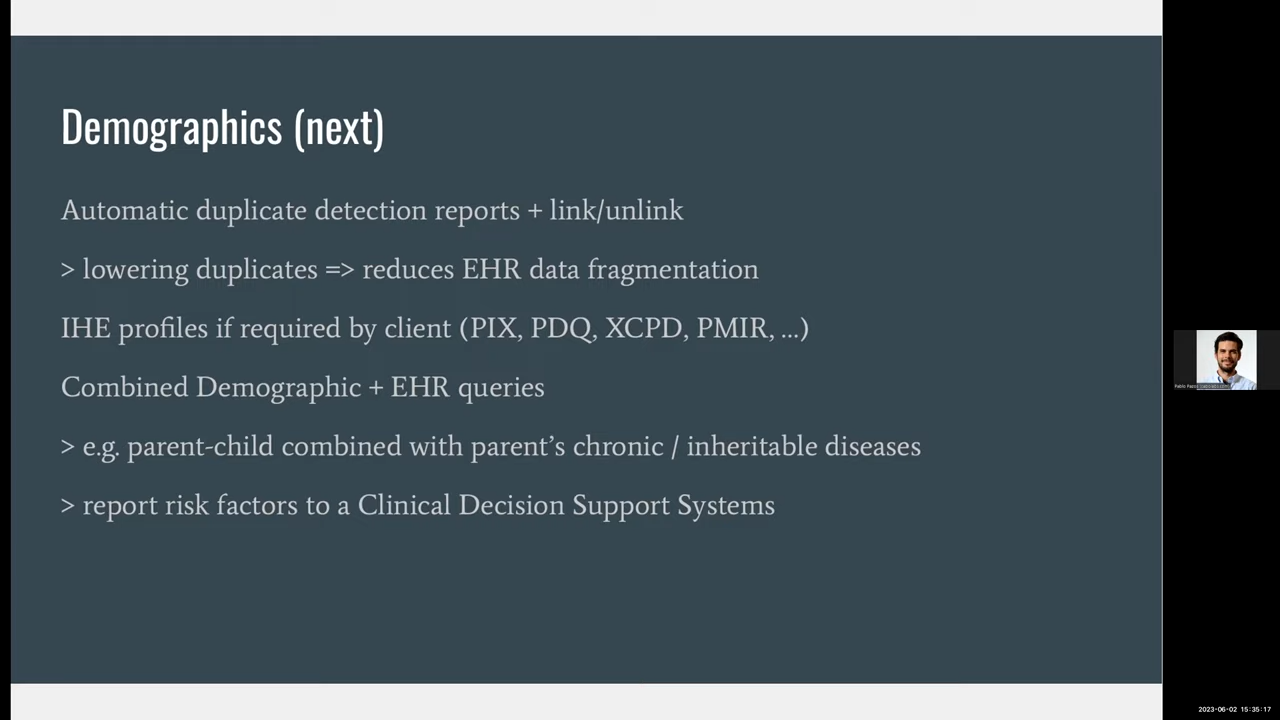 Demographics (next)
Automatic duplicate detection reports + link/unlink
> lowering duplicates => reduces EHR data fragmentation
IHE profiles if required by client (PIX, PDQ, XCPD, PMIR, ...)
Combined Demographic + EHR queries
> e.g. parent-child combined with parent's chronic / inheritable diseases
> report risk factors to a Clinical Decision Support Systems
2023-06-02 15:35:17